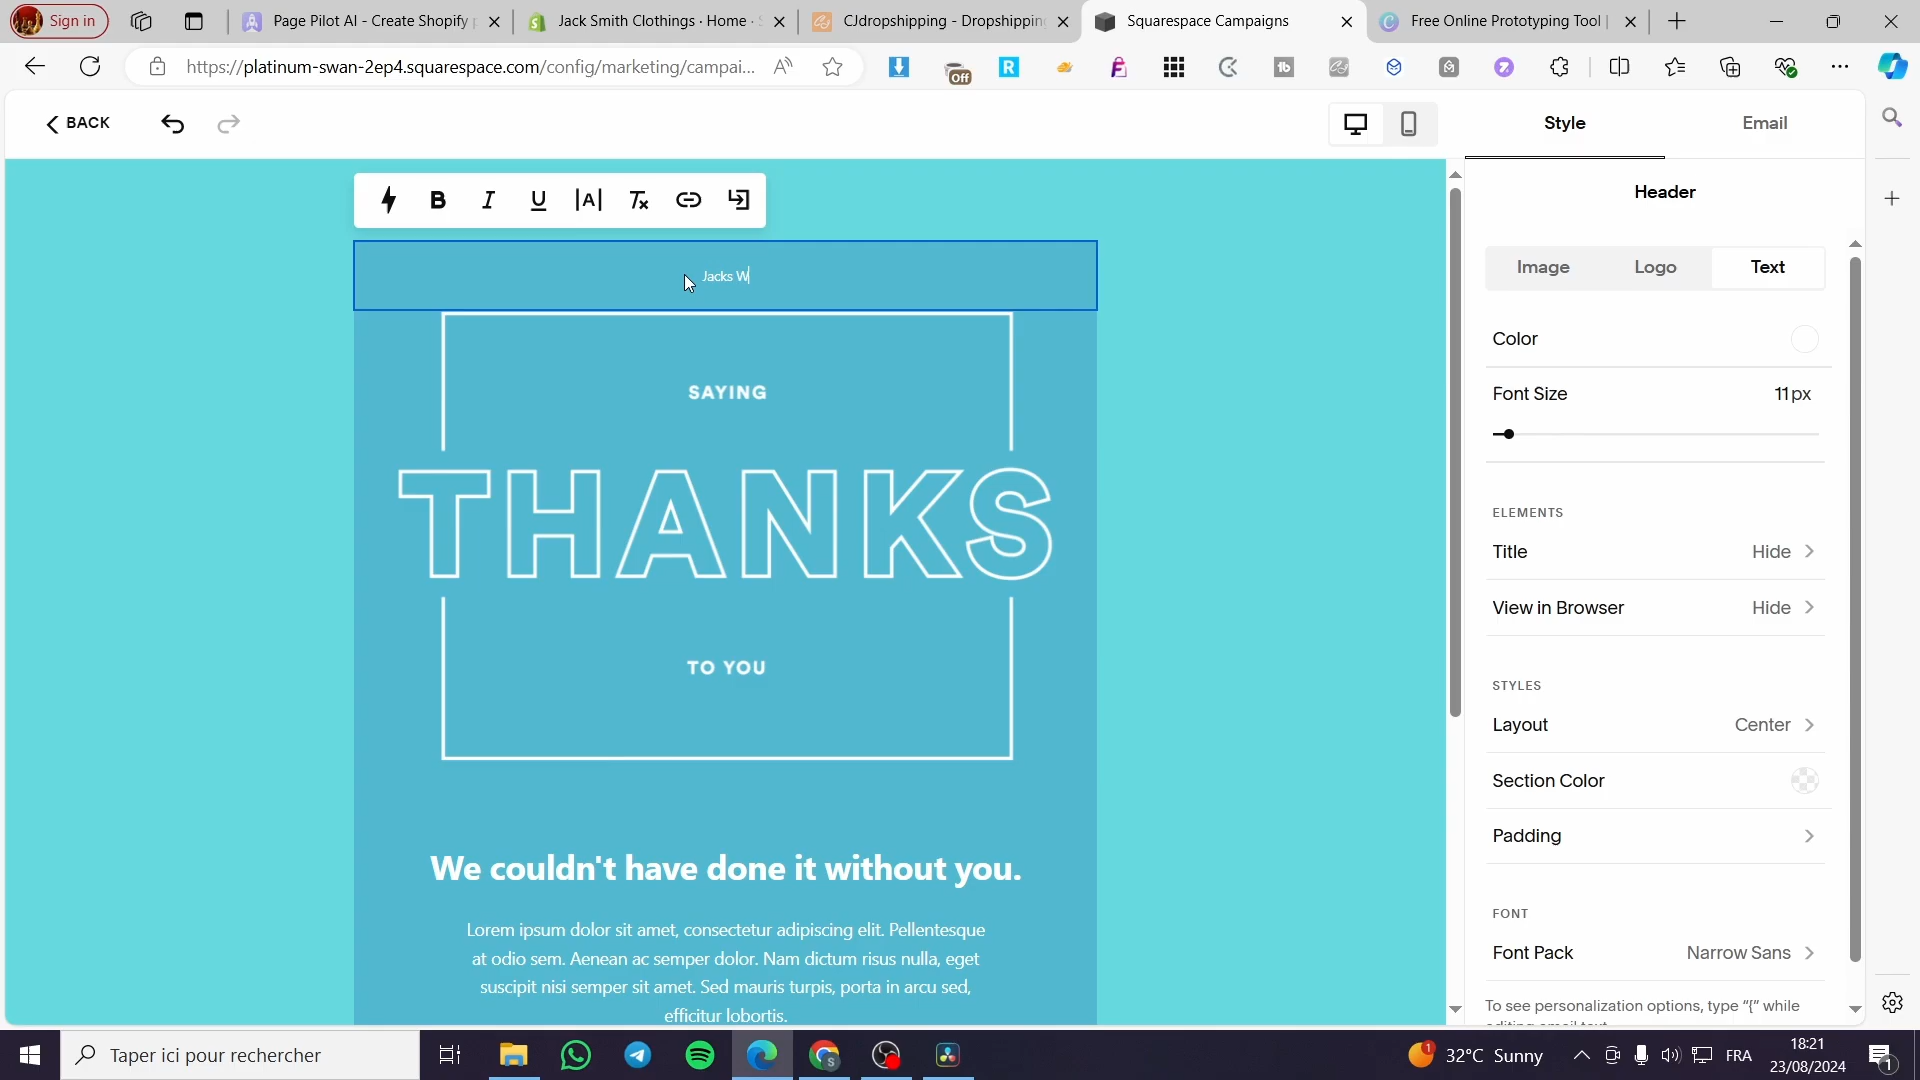 Sign in
Page Pilot AI - Create Shopify p
Jack Smith Clothings · Home · S
CJdropshipping - Dropshipping
Squarespace Campaigns
Free Online Prototyping Tool |
https://platinum-swan-2ep4.squarespace.com/config/marketing/campai...
Off
BACK
Style
Email
Header
Jacks W
Image
Logo
Text
Color
Font Size
11px
SAYING
THANKS
TO YOU
ELEMENTS
Title
Hide
View in Browser
Hide
STYLES
Layout
Center
Section Color
Padding
We couldn't have done it without you.
Lorem ipsum dolor sit amet, consectetur adipiscing elit. Pellentesque
at odio sem. Aenean ac semper dolor. Nam dictum risus nulla, eget
suscipit nisi semper sit amet. Sed mauris turpis, porta in arcu sed,
efficitur lobortis.
FONT
Font Pack
Narrow Sans
To see personalization options, type “{” while
editing email text
Taper ici pour rechercher
32°C Sunny
FRA
18:21
23/08/2024